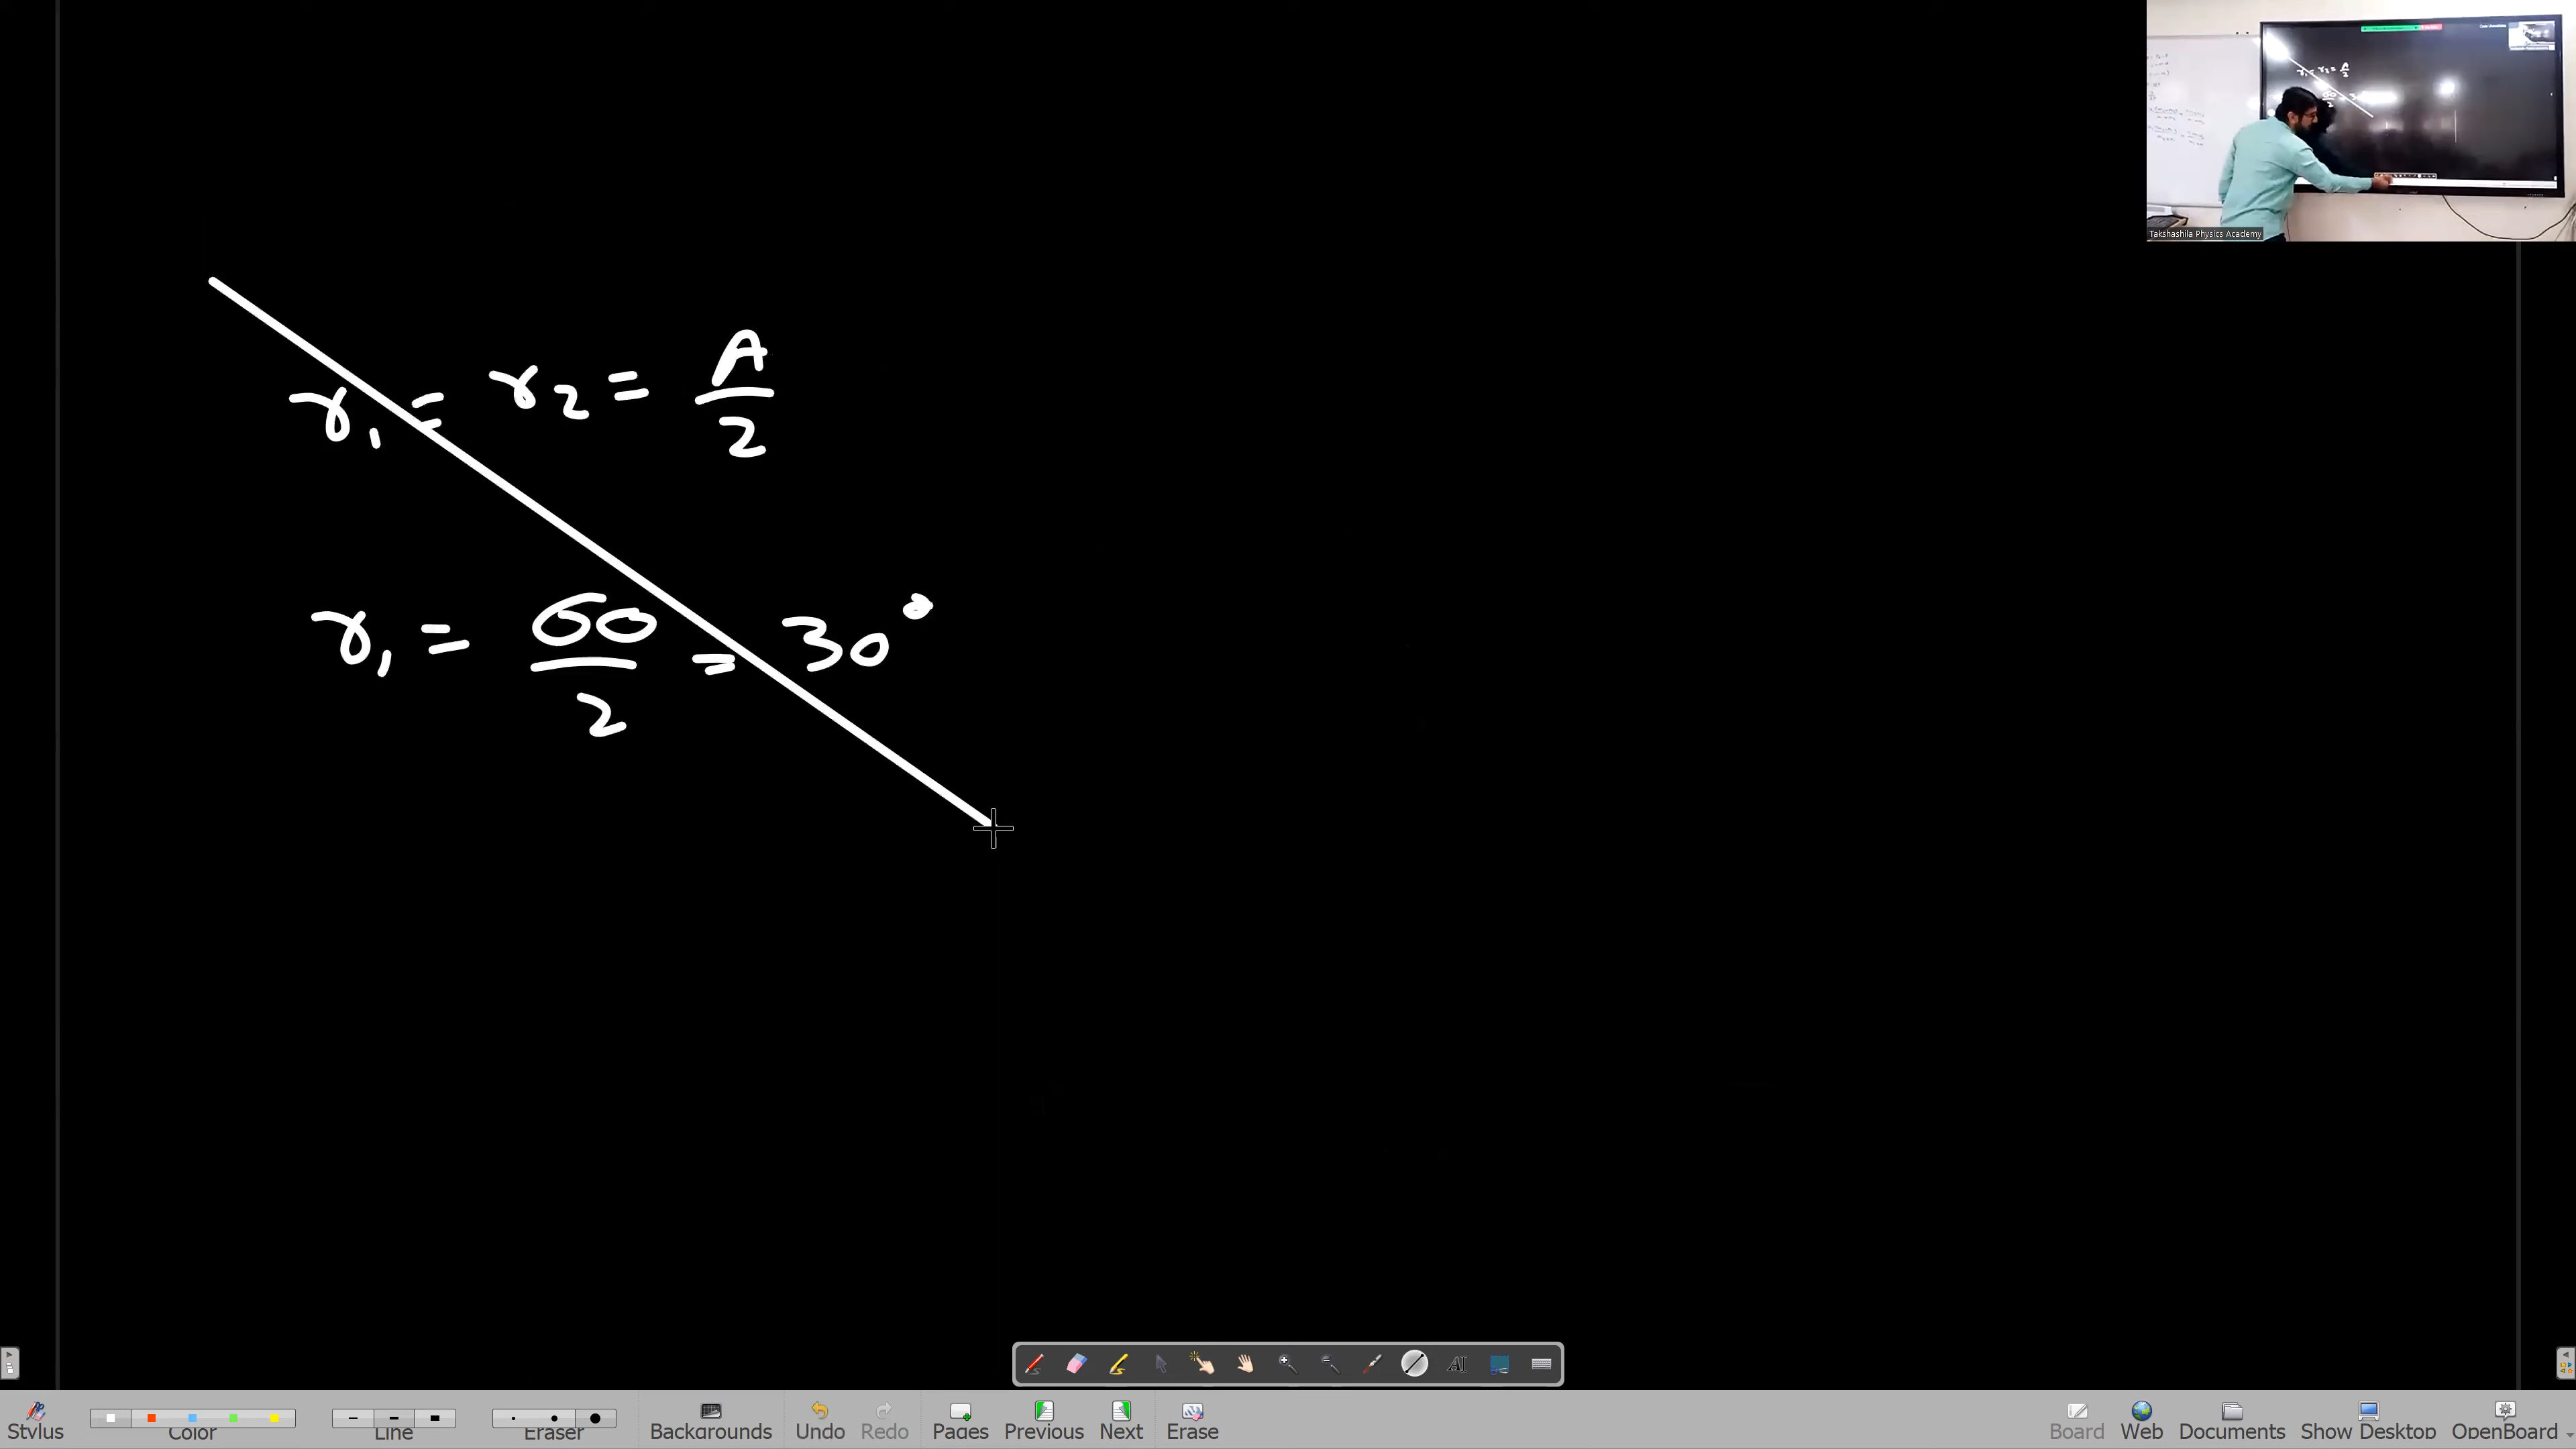 Takshashila Physics Academy
r₁ = r₂ = A/2
r₁ = 60/2 = 30°
Stylus Color Line Eraser Backgrounds Undo Redo Pages Previous Next Erase Board Web Documents Show Desktop OpenBoard